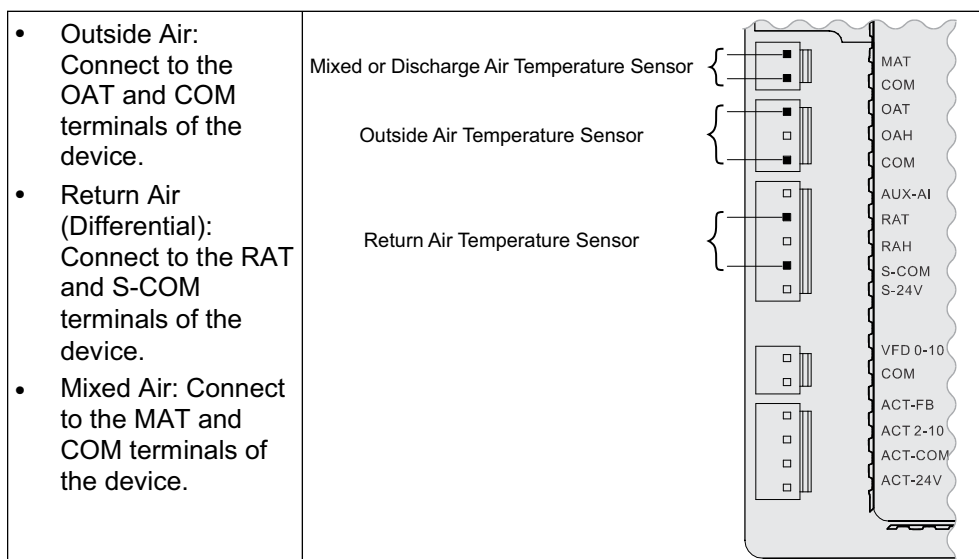 • Outside Air:
Connect to the
OAT and COM
terminals of the
device.
• Return Air
(Differential):
Connect to the RAT
and S-COM
terminals of the
device.
• Mixed Air: Connect
to the MAT and
COM terminals of
the device.
Mixed or Discharge Air Temperature Sensor
Outside Air Temperature Sensor
Return Air Temperature Sensor
MAT
COM
OAT
OAH
COM
AUX-AI
RAT
RAH
S-COM
S-24V
VFD 0-10
COM
ACT-FB
ACT 2-10
ACT-COM
ACT-24V